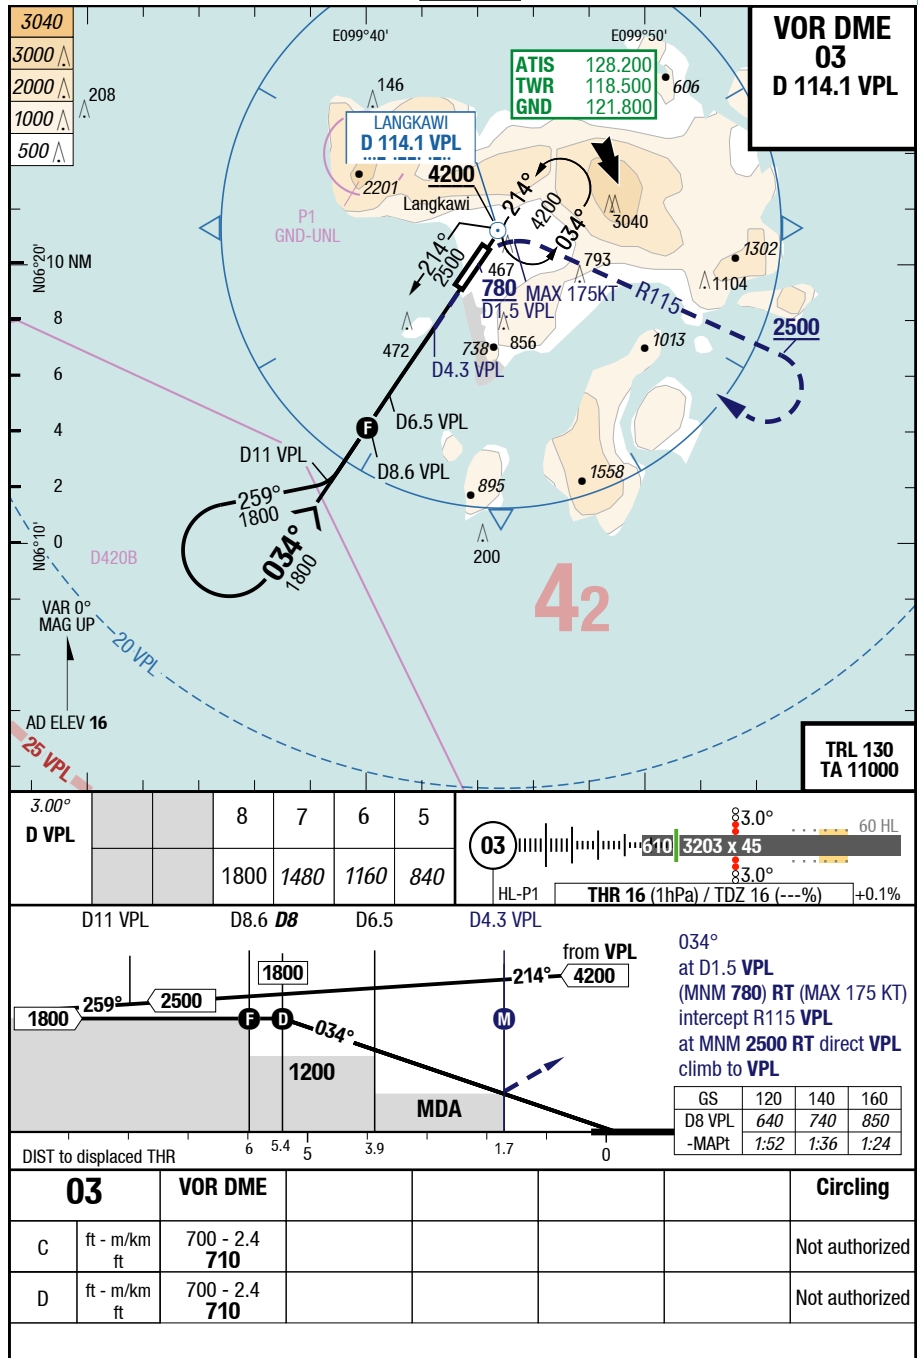 3040
3000
2000
1000
500
208
E099°40'
E099°50'
VOR DME
03
D 114.1 VPL
ATIS 128.200
TWR 118.500
GND 121.800
606
146
LANGKAWI
D 114.1 VPL
4200
Langkawi
2201
P1
GND-UNL
214°
4200
034°
3040
214°
2500
N06°20'
10 NM
467
780
D1.5 VPL
MAX 175KT
793
R115
1302
1104
2500
8
472
738
856
D4.3 VPL
1013
6
D6.5 VPL
4
F
D11 VPL
D8.6 VPL
2
259°
1800
895
1558
034°
1800
200
N06°10'
0
D420B
42
VAR 0°
MAG UP
20 VPL
AD ELEV 16
25 VPL
TRL 130
TA 11000
3.00°
D VPL
8 7 6 5
1800 1480 1160 840
03
610
3203 x 45
3.0°
3.0°
60 HL
HL-P1
THR 16 (1hPa) / TDZ 16 (---%)
+0.1%
D11 VPL
D8.6 D8
D6.5
D4.3 VPL
from VPL
1800
214°
4200
259°
2500
1800
F
D
034°
M
1200
MDA
034°
at D1.5 VPL
(MNM 780) RT (MAX 175 KT)
intercept R115 VPL
at MNM 2500 RT direct VPL
climb to VPL
GS 120 140 160
D8 VPL 640 740 850
-MAPt 1:52 1:36 1:24
DIST to displaced THR
6 5.4 5 3.9 1.7 0
03 VOR DME Circling
C ft - m/km 700 - 2.4 Not authorized
ft 710
D ft - m/km 700 - 2.4 Not authorized
ft 710